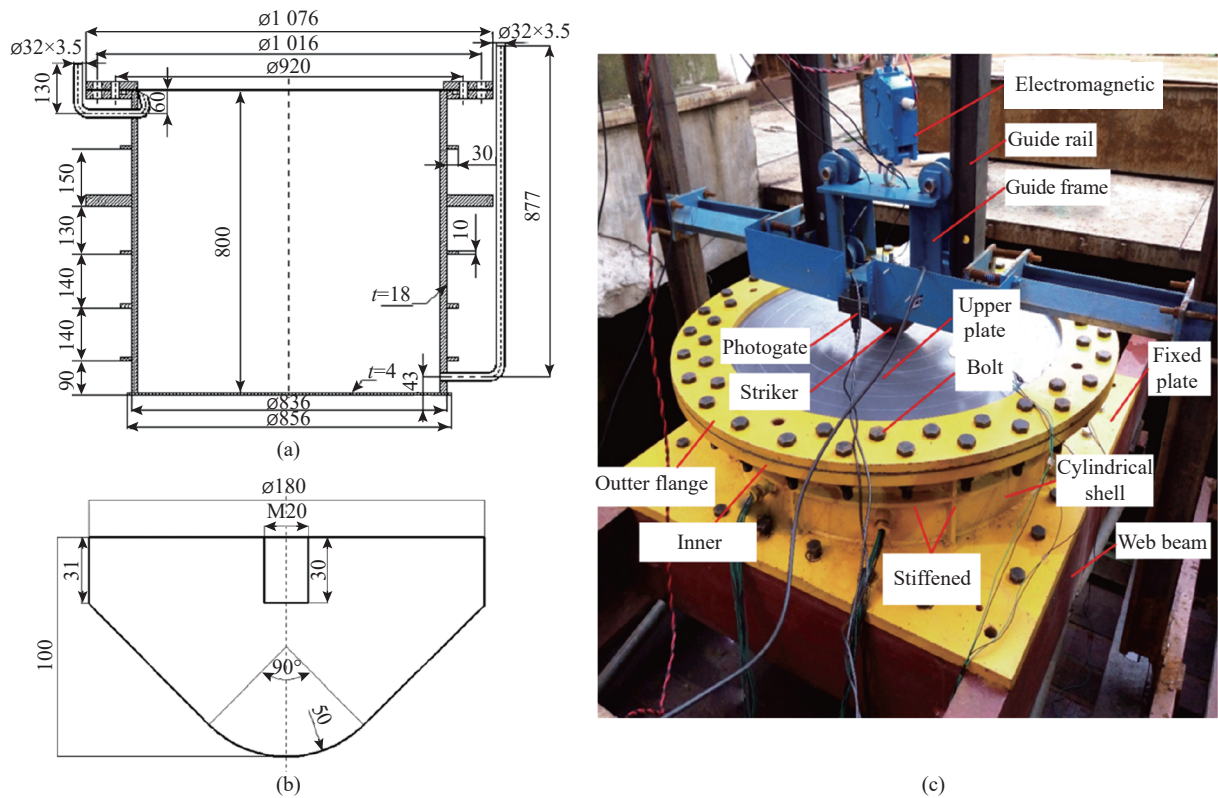 ø1 076
ø32×3.5
ø1 016
ø32×3.5
ø920
130
60
30
150
877
130
800
10
140
t=18
140
t=4
43
90
ø836
ø856
(a)
ø180
M20
31
30
100
90°
50
(b)
Electromagnetic
Guide rail
Guide frame
Upper
plate
Photogate
Fixed
plate
Bolt
Striker
Outter flange
Cylindrical
shell
Inner
Web beam
Stiffened
(c)